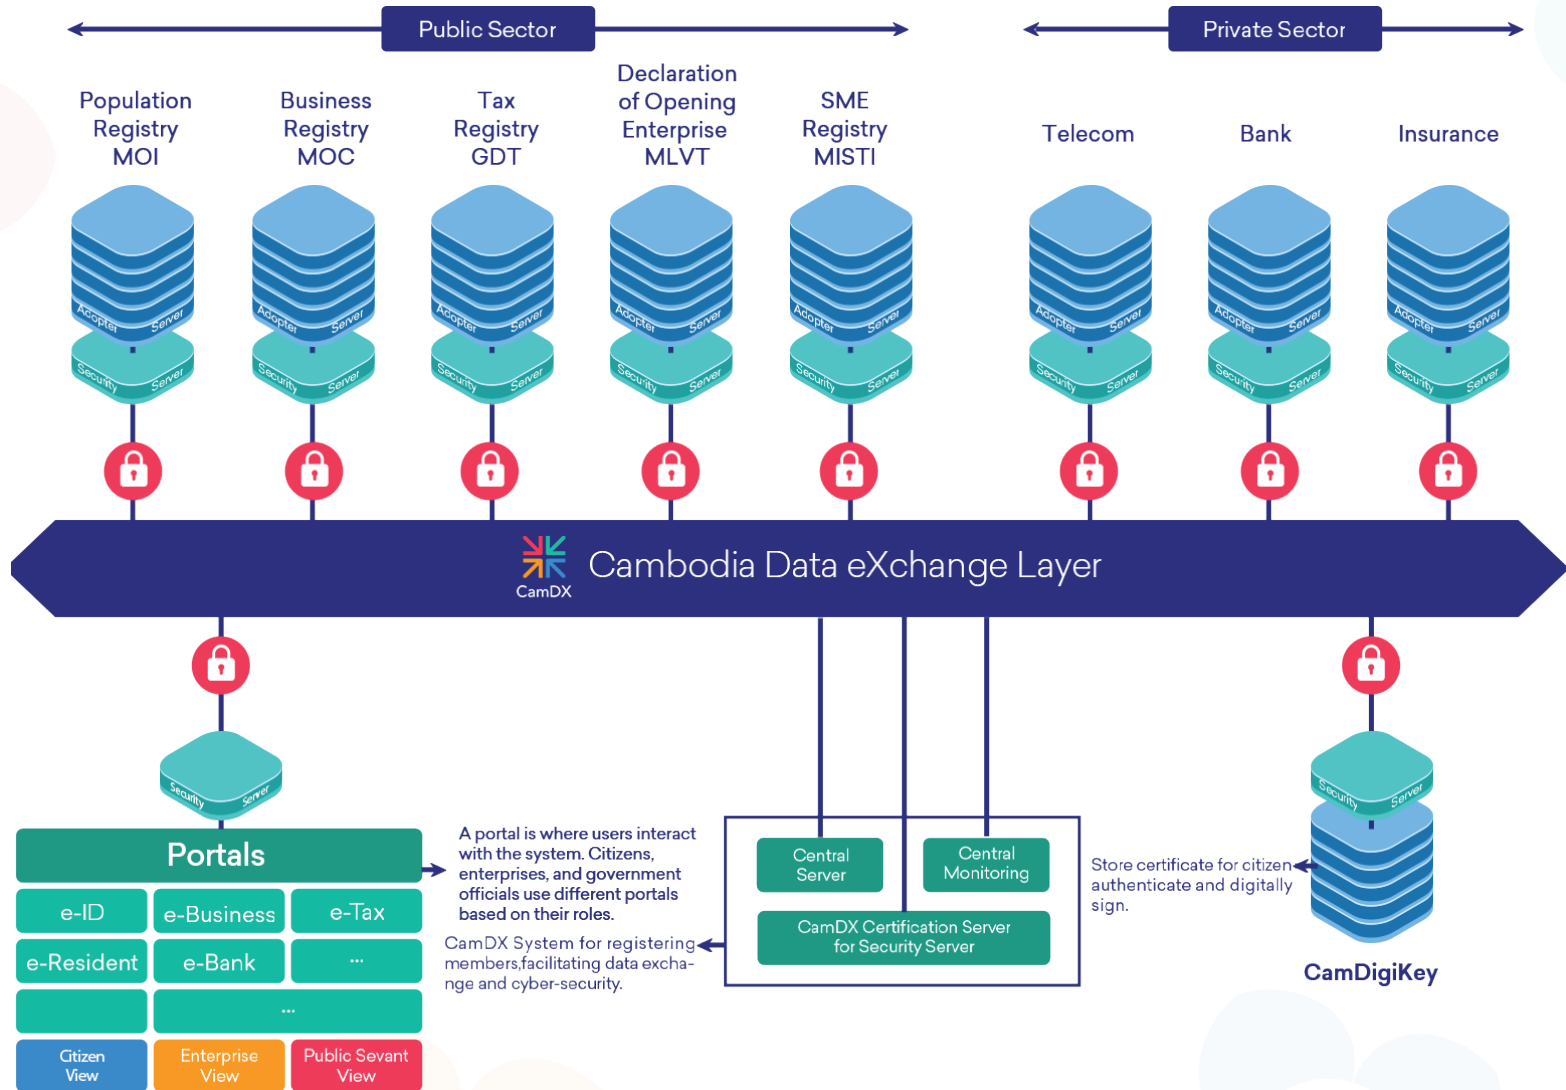 Public Sector
Private Sector
Population
Registry
MOI
Business
Registry
MOC
Tax
Registry
GDT
Declaration
of Opening
Enterprise
MLVT
SME
Registry
MISTI
Telecom
Bank
Insurance
Adopter Server
Adopter Server
Adopter Server
Adopter Server
Adopter Server
Adopter Server
Adopter Server
Adopter Server
Security Server
Security Server
Security Server
Security Server
Security Server
Security Server
Security Server
Security Server
CamDX
Cambodia Data eXchange Layer
Security Server
Portals
e-ID
e-Business
e-Tax
e-Resident
e-Bank
...
...
Citizen
View
Enterprise
View
Public Sevant
View
A portal is where users interact
with the system. Citizens,
enterprises, and government
officials use different portals
based on their roles.
CamDX System for registering
members,facilitating data excha-
nge and cyber-security.
Central
Server
Central
Monitoring
CamDX Certification Server
for Security Server
Store certificate for citizen
authenticate and digitally
sign.
Security Server
CamDigiKey